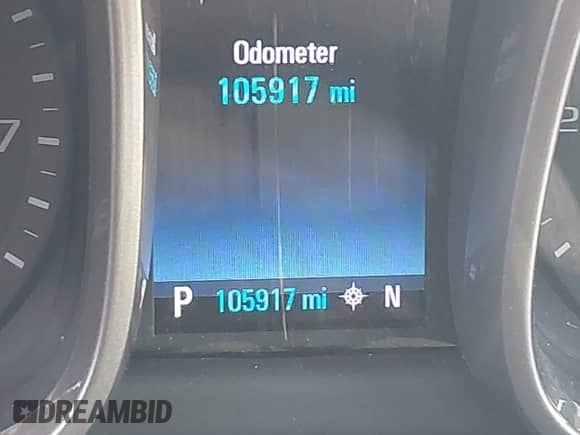 Odometer
105917 mi
P 105917 mi N
DREAMBID